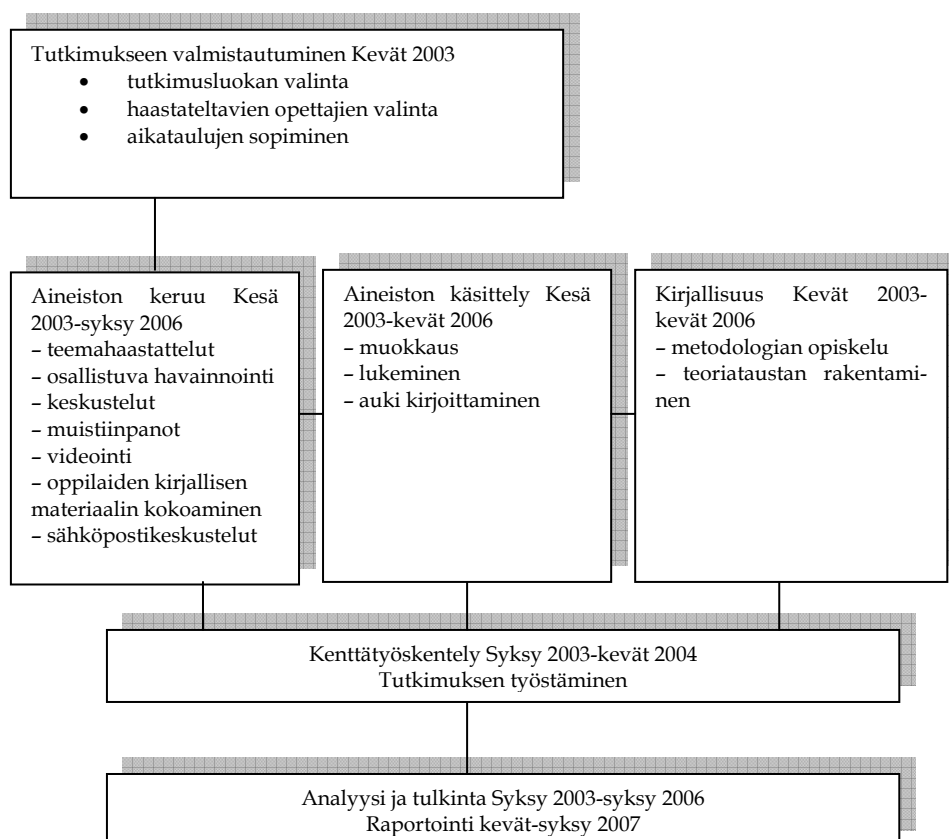 Tutkimukseen valmistautuminen Kevät 2003
• tutkimusluokan valinta
• haastateltavien opettajien valinta
• aikataulujen sopiminen
Aineiston keruu Kesä
2003-syksy 2006
– teemahaastattelut
– osallistuva havainnointi
– keskustelut
– muistiinpanot
– videointi
– oppilaiden kirjallisen
materiaalin kokoaminen
– sähköpostikeskustelut
Aineiston käsittely Kesä
2003-kevät 2006
– muokkaus
– lukeminen
– auki kirjoittaminen
Kirjallisuus Kevät 2003-
kevät 2006
– metodologian opiskelu
– teoriataustan rakentami-
nen
Kenttätyöskentely Syksy 2003-kevät 2004
Tutkimuksen työstäminen
Analyysi ja tulkinta Syksy 2003-syksy 2006
Raportointi kevät-syksy 2007